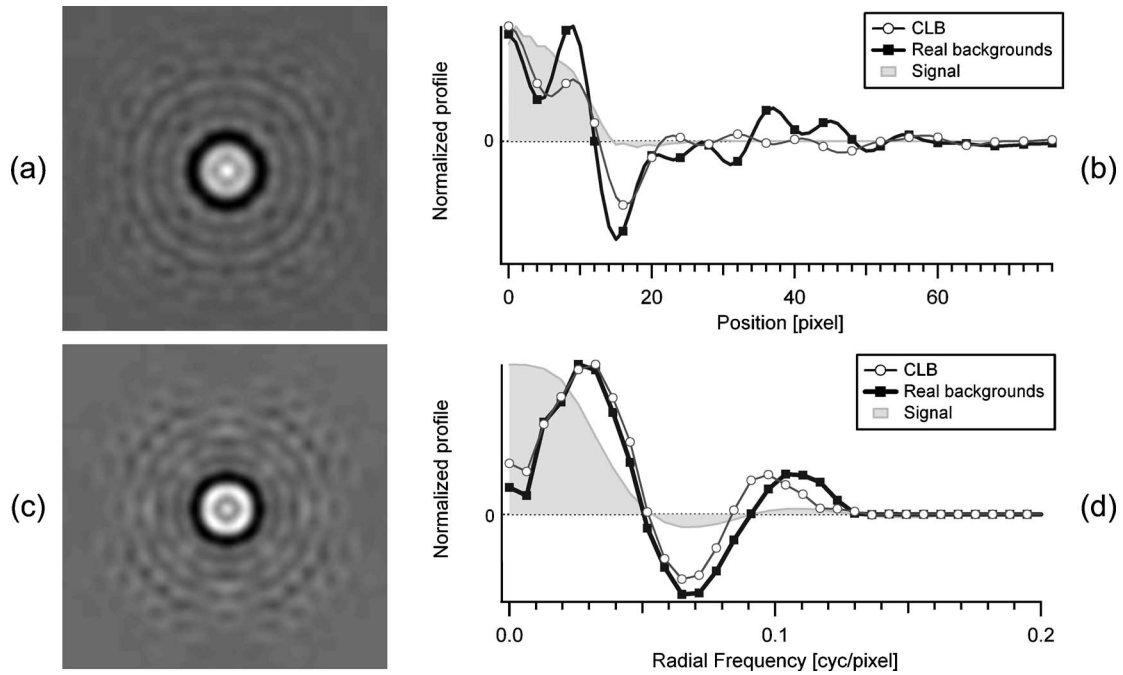 (a)
Normalized profile
0
CLB
Real backgrounds
Signal
(b)
0 20 40 60
Position [pixel]
(c)
Normalized profile
0
CLB
Real backgrounds
Signal
(d)
0.0 0.1 0.2
Radial Frequency [cyc/pixel]